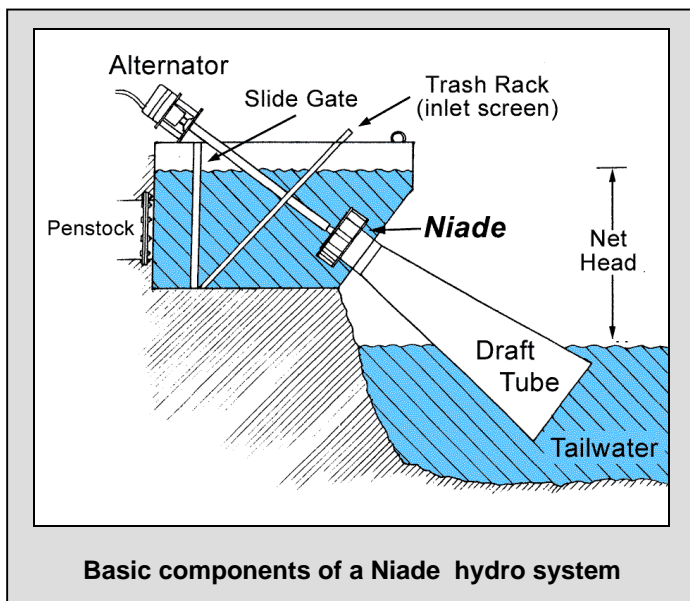 Alternator
Slide Gate
Trash Rack
(inlet screen)
Penstock
Niade
Net
Head
Draft
Tube
Tailwater
Basic components of a Niade hydro system